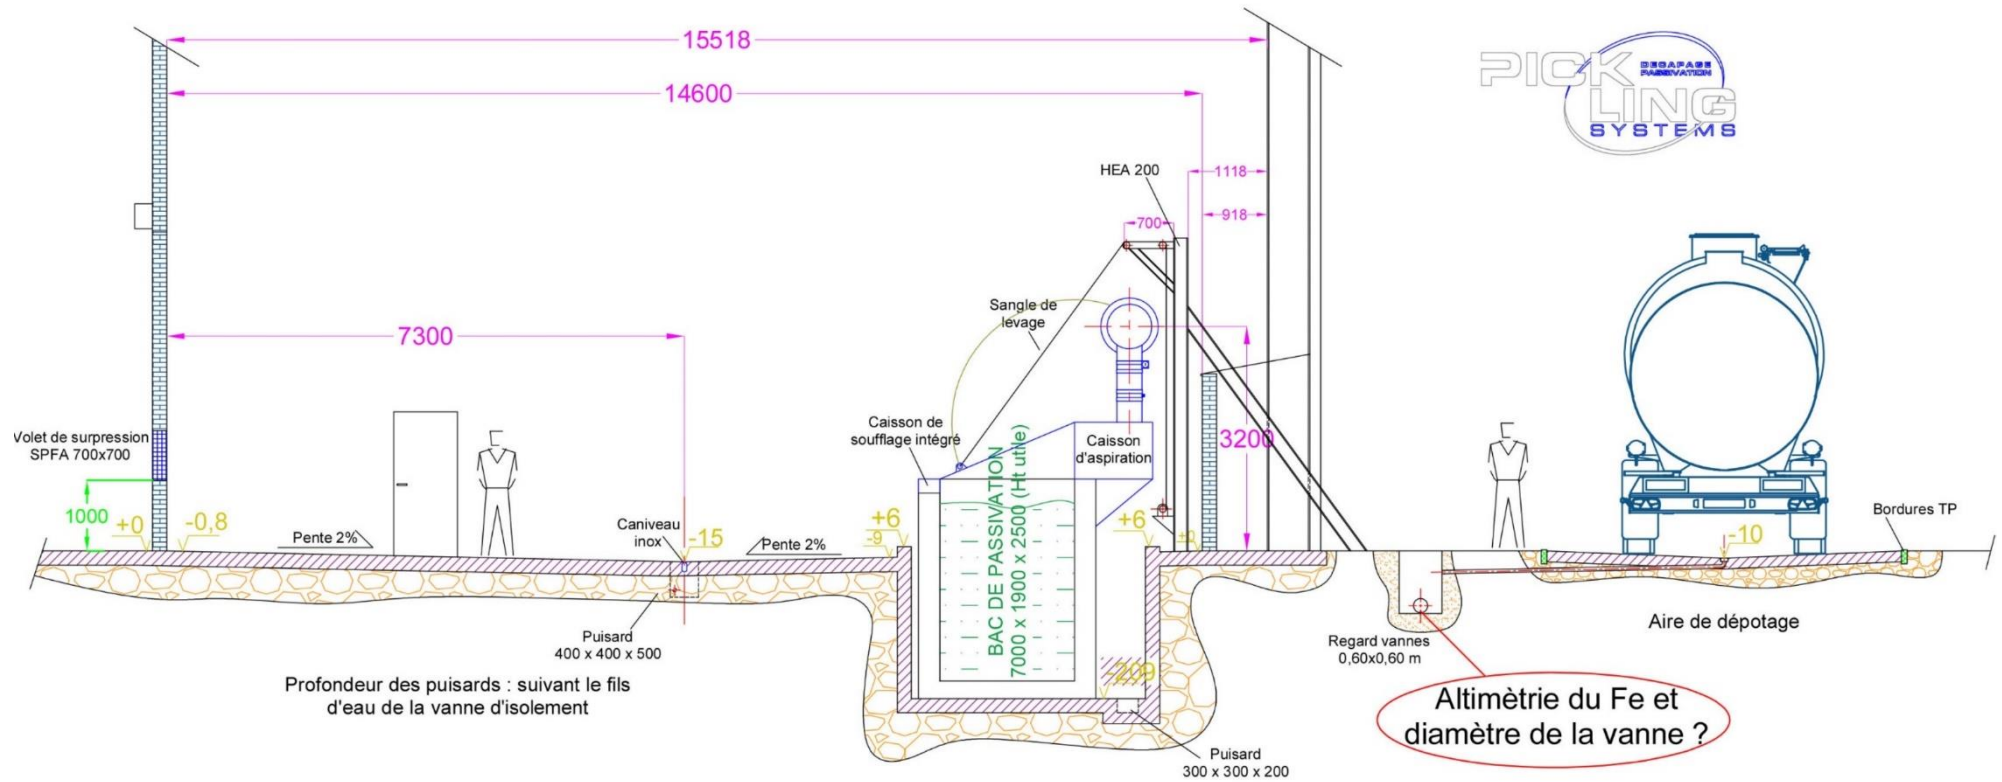 15518
14600
PICK
DECAPAGE
PASSIVATION
LING
SYSTEMS
HEA 200
1118
918
700
Sangle de
levage
7300
3200
Caisson de
soufflage intégré
Caisson
d'aspiration
BAC DE PASSIVATION
7000 x 1900 x 2500 (Ht utile)
Volet de surpression
SPFA 700x700
1000
+0
-0,8
Pente 2%
Caniveau
inox
-15
Pente 2%
+6
-9
+6
+0
-10
Bordures TP
Puisard
400 x 400 x 500
-209
Regard vannes
0,60x0,60 m
Aire de dépotage
Profondeur des puisards : suivant le fils
d'eau de la vanne d'isolement
Altimètrie du Fe et
diamètre de la vanne ?
Puisard
300 x 300 x 200